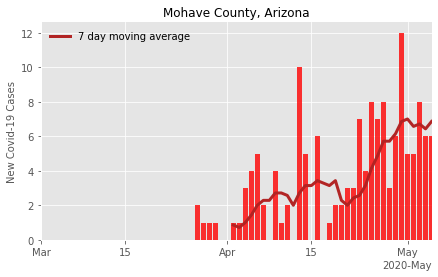 Mohave County, Arizona
7 day moving average
New Covid-19 Cases
12
10
8
6
4
2
0
Mar 15 Apr 15 May
2020-May